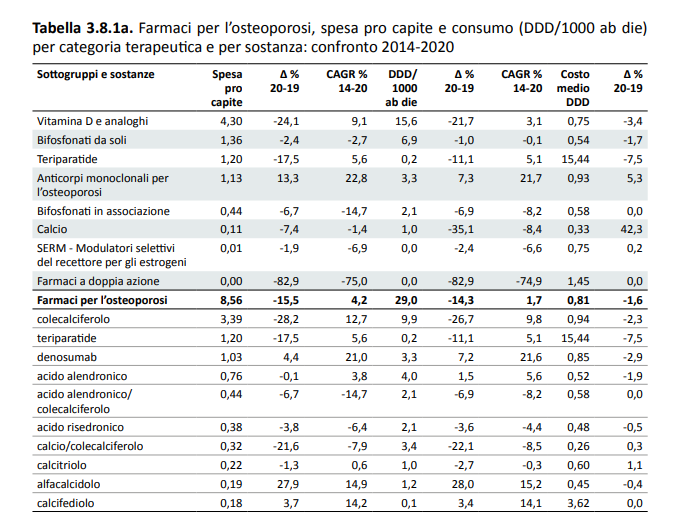 Tabella 3.8.1a. Farmaci per l’osteoporosi, spesa pro capite e consumo (DDD/1000 ab die)
per categoria terapeutica e per sostanza: confronto 2014-2020
Sottogruppi e sostanze Spesa pro capite Δ % 20-19 CAGR % 14-20 DDD/ 1000 ab die Δ % 20-19 CAGR % 14-20 Costo medio DDD Δ % 20-19
Vitamina D e analoghi 4,30 -24,1 9,1 15,6 -21,7 3,1 0,75 -3,4
Bifosfonati da soli 1,36 -2,4 -2,7 6,9 -1,0 -0,1 0,54 -1,7
Teriparatide 1,20 -17,5 5,6 0,2 -11,1 5,1 15,44 -7,5
Anticorpi monoclonali per 1,13 13,3 22,8 3,3 7,3 21,7 0,93 5,3
l’osteoporosi
Bifosfonati in associazione 0,44 -6,7 -14,7 2,1 -6,9 -8,2 0,58 0,0
Calcio 0,11 -7,4 -1,4 1,0 -35,1 -8,4 0,33 42,3
SERM - Modulatori selettivi 0,01 -1,9 -6,9 0,0 -2,4 -6,6 0,75 0,2
del recettore per gli estrogeni
Farmaci a doppia azione 0,00 -82,9 -75,0 0,0 -82,9 -74,9 1,45 0,0
Farmaci per l’osteoporosi 8,56 -15,5 4,2 29,0 -14,3 1,7 0,81 -1,6
colecalciferolo 3,39 -28,2 12,7 9,9 -26,7 9,8 0,94 -2,3
teriparatide 1,20 -17,5 5,6 0,2 -11,1 5,1 15,44 -7,5
denosumab 1,03 4,4 21,0 3,3 7,2 21,6 0,85 -2,9
acido alendronico 0,76 -0,1 3,8 4,0 1,5 5,6 0,52 -1,9
acido alendronico/ 0,44 -6,7 -14,7 2,1 -6,9 -8,2 0,58 0,0
colecalciferolo
acido risedronico 0,38 -3,8 -6,4 2,1 -3,6 -4,4 0,48 -0,5
calcio/colecalciferolo 0,32 -21,6 -7,9 3,4 -22,1 -8,5 0,26 0,3
calcitriolo 0,22 -1,3 0,6 1,0 -2,7 -0,3 0,60 1,1
alfacalcidolo 0,19 27,9 14,9 1,2 28,0 15,2 0,45 -0,4
calcifediolo 0,18 3,7 14,2 0,1 3,4 14,1 3,62 0,0